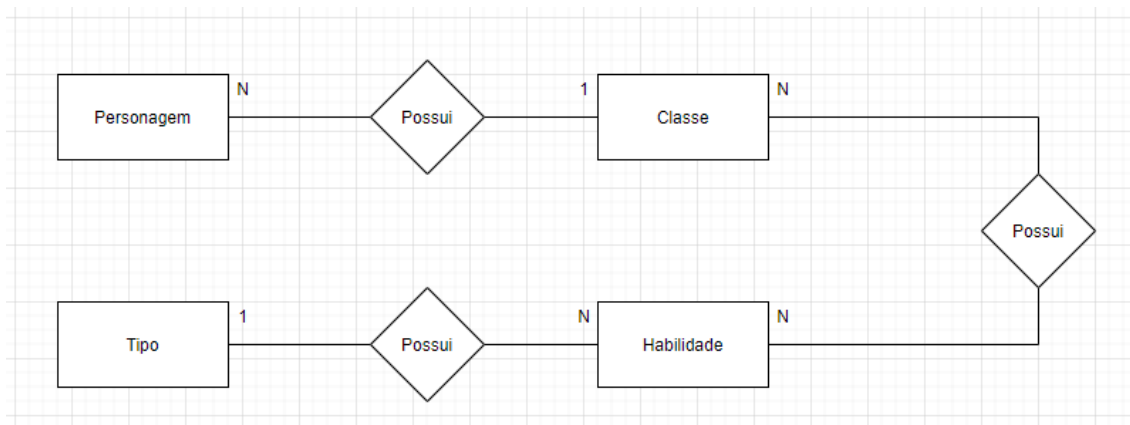 N 1 N
Personagem Possui Classe
Possui
1 N N
Tipo Possui Habilidade